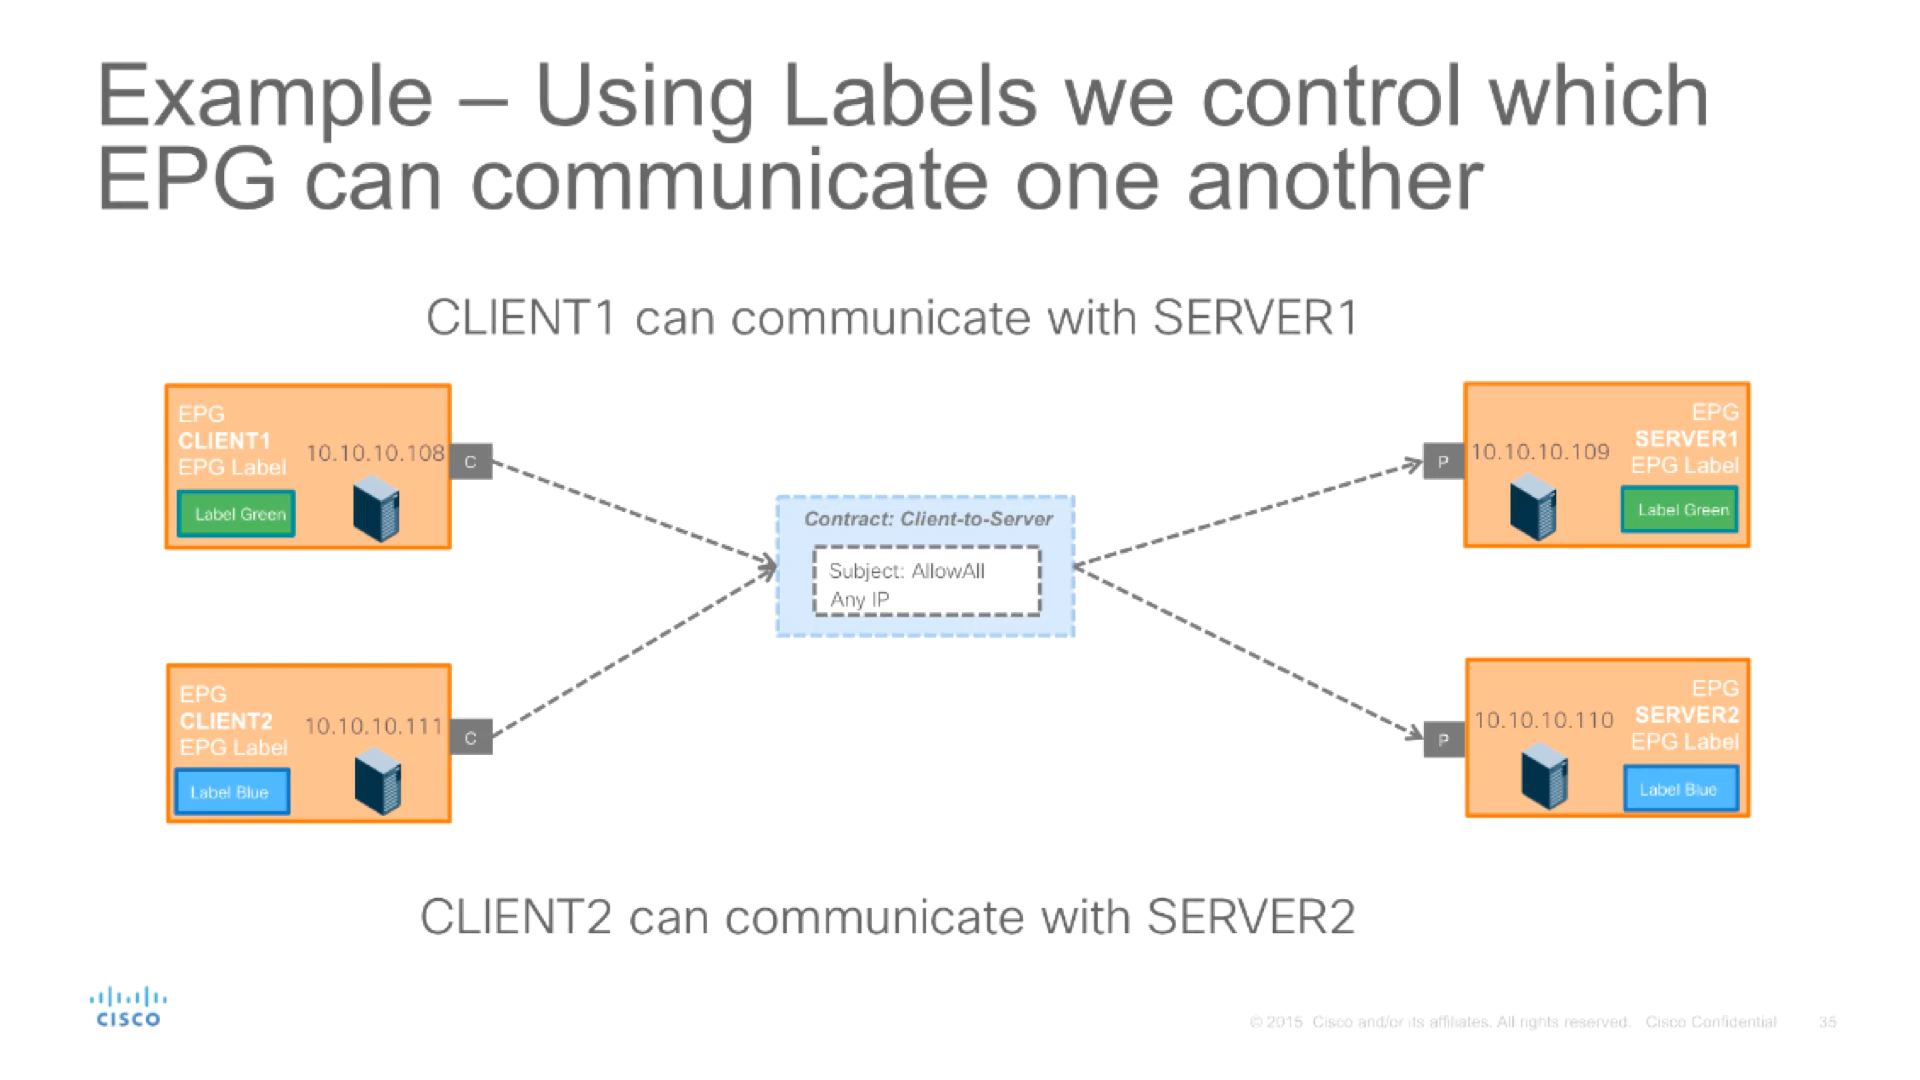 Example – Using Labels we control which
EPG can communicate one another
CLIENT1 can communicate with SERVER1
EPG
CLIENT1
EPG Label
10.10.10.108
Label Green
C
EPG
SERVER1
EPG Label
10.10.10.109
Label Green
P
Contract: Client-to-Server
Subject: AllowAll
Any IP
EPG
CLIENT2
EPG Label
10.10.10.111
Label Blue
C
EPG
SERVER2
EPG Label
10.10.10.110
Label Blue
P
CLIENT2 can communicate with SERVER2
CISCO
© 2015 Cisco and/or its affiliates. All rights reserved. Cisco Confidential 35